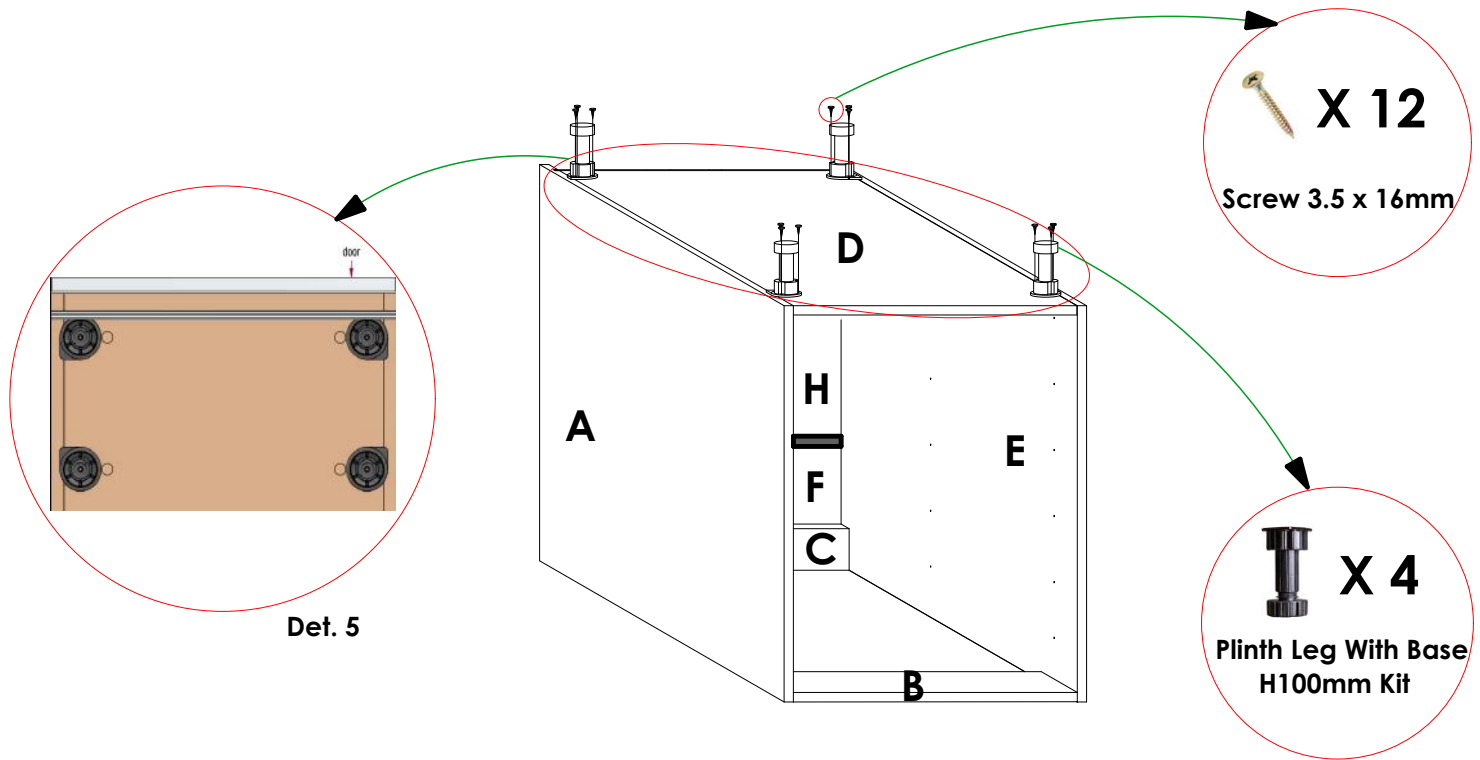 X 12
Screw 3.5 x 16mm
door
D
H
A
E
F
C
B
Det. 5
X 4
Plinth Leg With Base
H100mm Kit